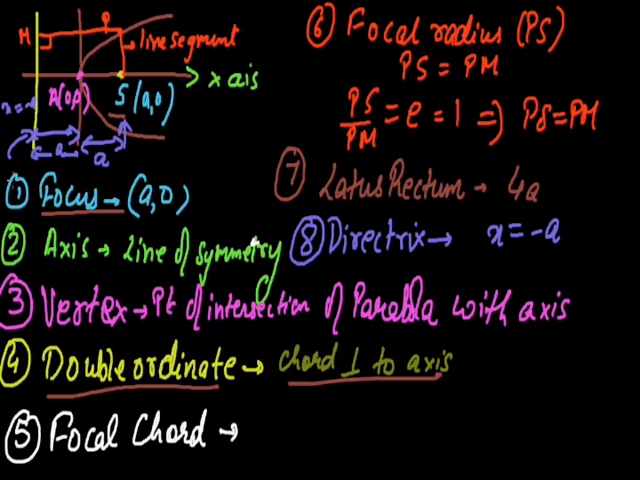 M P line segment
x ais
A(0,0) S (a,0)
x=-a
a a
① Focus → (a,0)
② Axis → Line of symmetry
③ Vertex → Pt of intersection of Parabola with axis
④ Double ordinate → chord ⊥ to axis
⑤ Focal Chord →
⑥ Focal radius (PS)
PS = PM
PS/PM = e = 1 => PS = PM
⑦ Latus Rectum → 4a
⑧ Directrix → x = -a